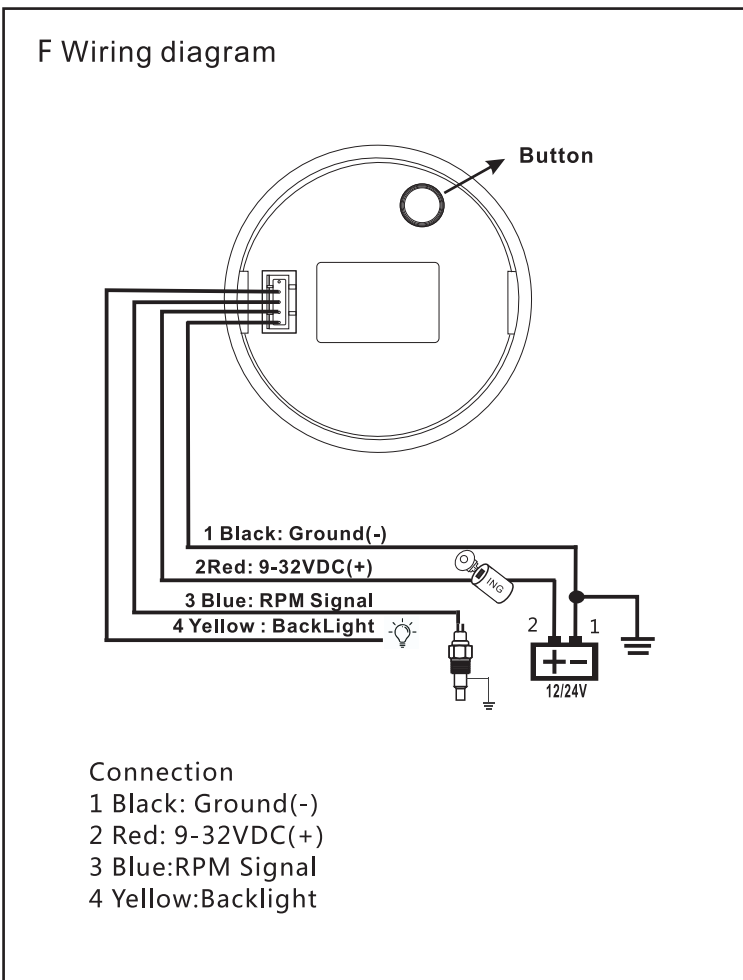 F Wiring diagram
Button
1 Black: Ground(-)
2Red: 9-32VDC(+)
ING
3 Blue: RPM Signal
4 Yellow : BackLight
2 1
+ −
12/24V
Connection
1 Black: Ground(-)
2 Red: 9-32VDC(+)
3 Blue:RPM Signal
4 Yellow:Backlight